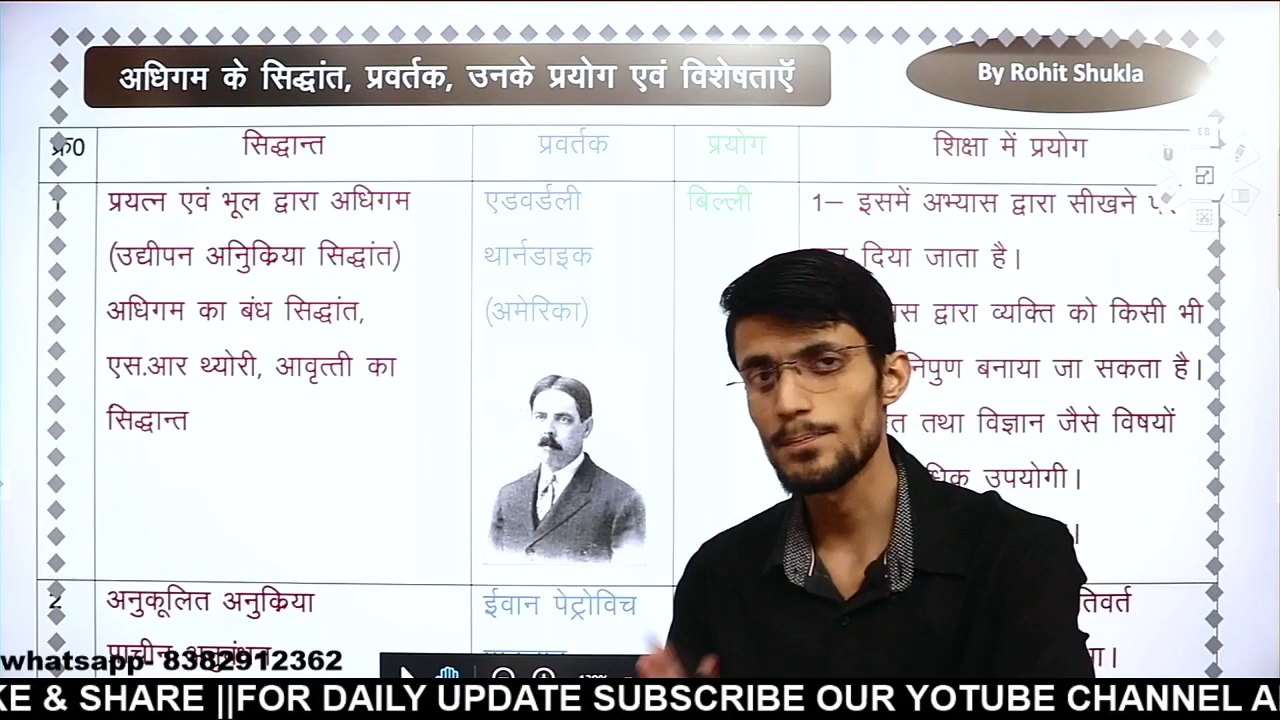 अधिगम के सिद्धांत, प्रवर्तक, उनके प्रयोग एवं विशेषताऍ
By Rohit Shukla
क्र0 सिद्धान्त प्रवर्तक प्रयोग शिक्षा में प्रयोग
1 प्रयत्न एवं भूल द्वारा अधिगम एडवर्डली बिल्ली 1– इसमें अभ्यास द्वारा सीखने
(उद्यीपन अनुिक्रिया सिद्धांत) थार्नडाइक दिया जाता है।
अधिगम का बंध सिद्धांत, (अमेरिका) द्वारा व्यक्ति को किसी भी
एस.आर थ्योरी, आवृत्ती का निपुण बनाया जा सकता है।
सिद्धान्त तथा विज्ञान जैसे विषयों
उपयोगी।
2 अनुकूलित अनुक्रिया ईवान पेट्रोविच
प्राचीन
whatsapp- 8382912362
KE & SHARE ||FOR DAILY UPDATE SUBSCRIBE OUR YOTUBE CHANNEL A